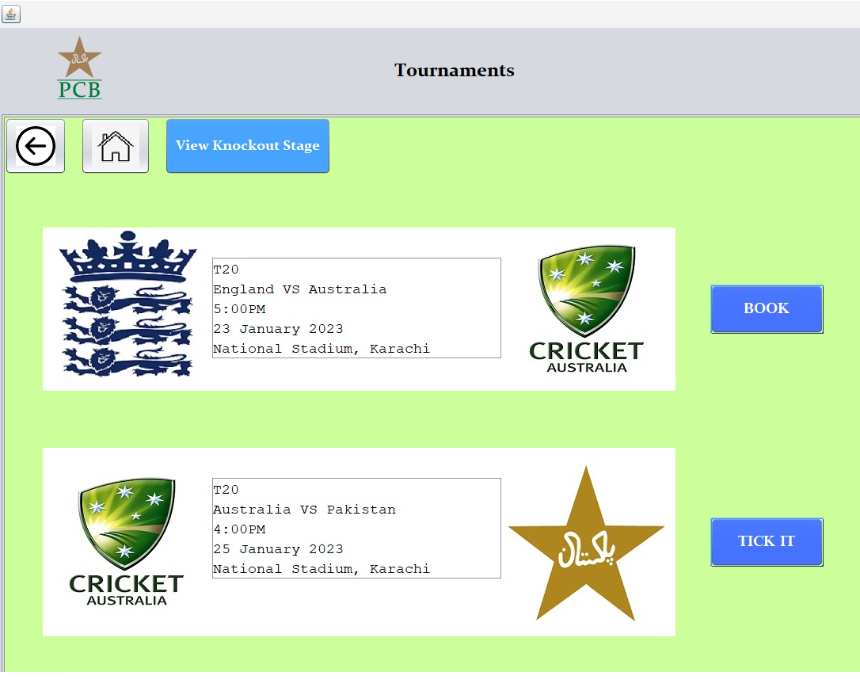 PCB
Tournaments
View Knockout Stage
T20
England VS Australia
5:00PM
23 January 2023
National Stadium, Karachi
CRICKET
AUSTRALIA
BOOK
CRICKET
AUSTRALIA
T20
Australia VS Pakistan
4:00PM
25 January 2023
National Stadium, Karachi
پاکستان
TICK IT